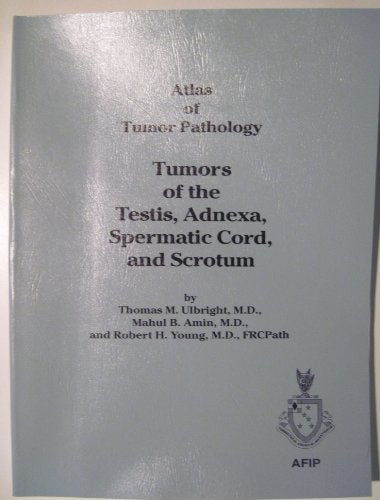 Atlas
of
Tumor Pathology
Tumors
of the
Testis, Adnexa,
Spermatic Cord,
and Scrotum
by
Thomas M. Ulbright, M.D.,
Mahul B. Amin, M.D.,
and Robert H. Young, M.D., FRCPath
AFIP